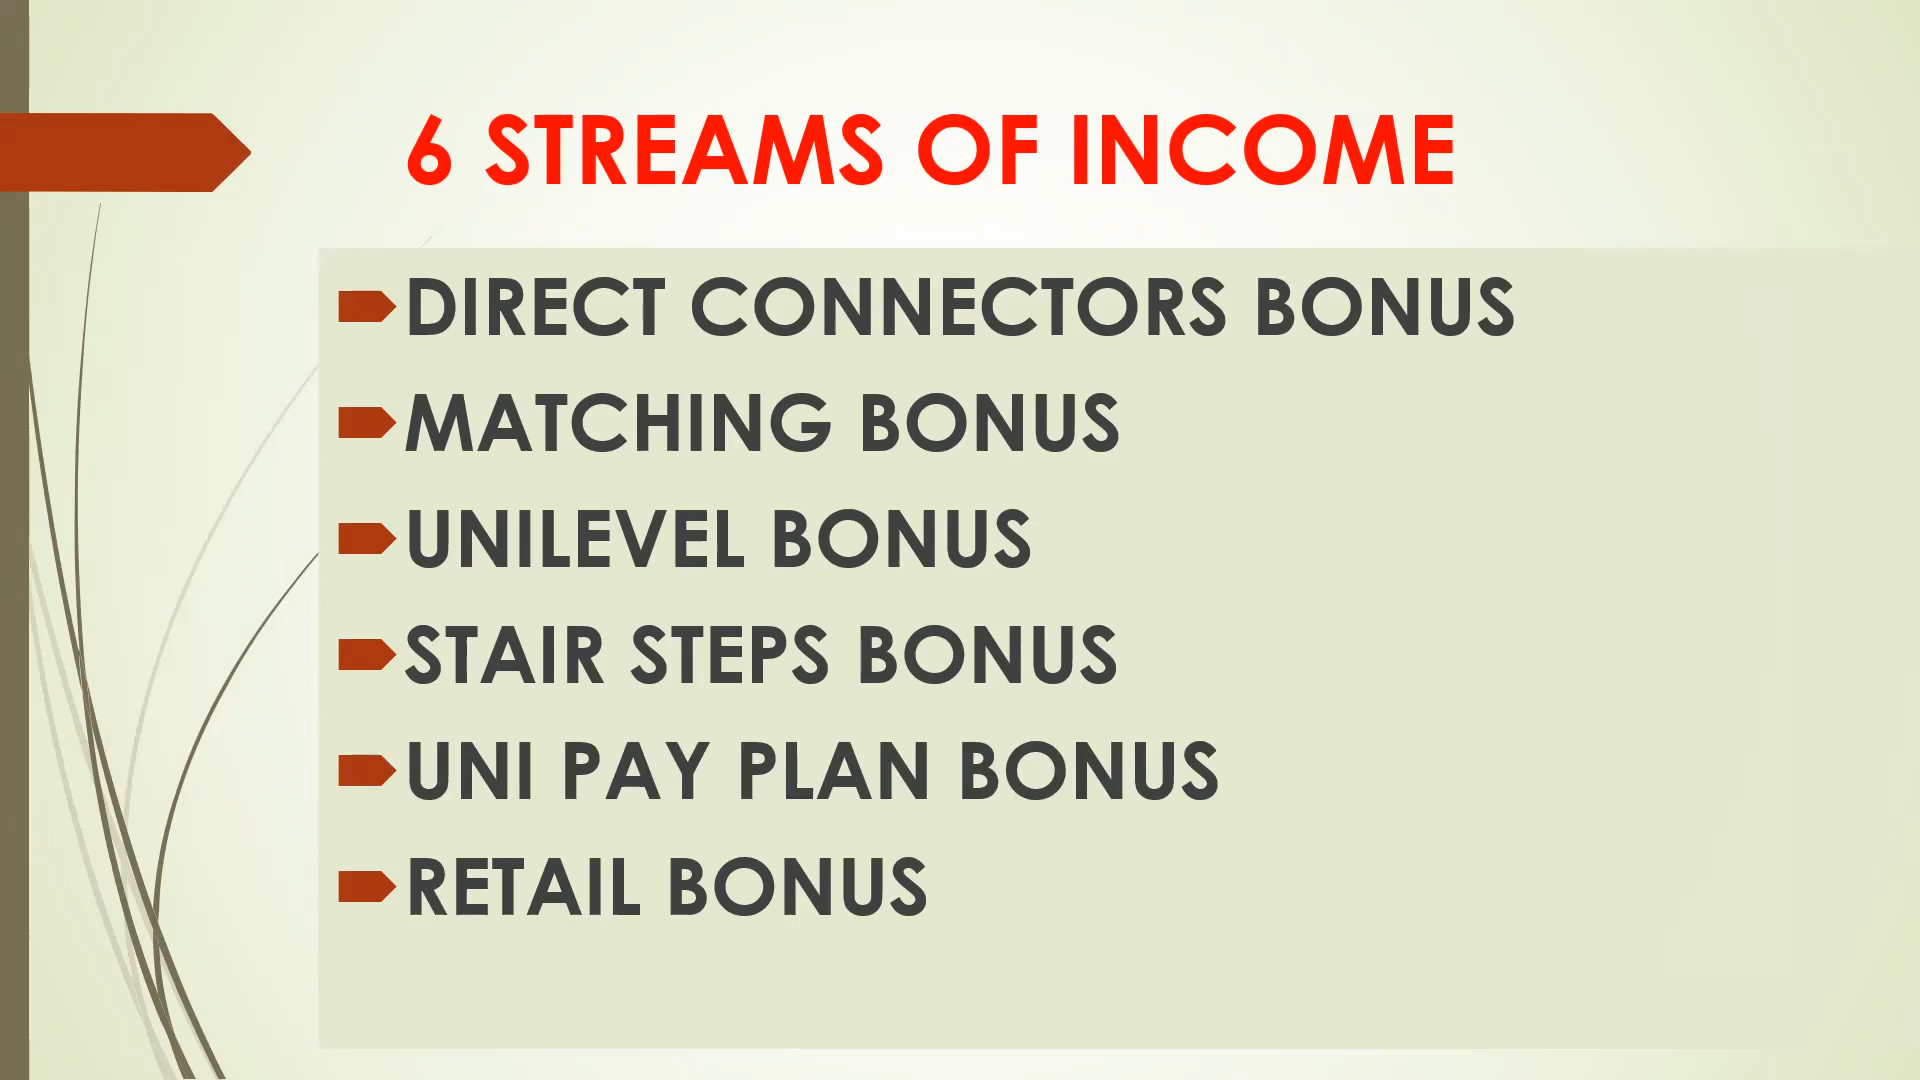 6 STREAMS OF INCOME
DIRECT CONNECTORS BONUS
MATCHING BONUS
UNILEVEL BONUS
STAIR STEPS BONUS
UNI PAY PLAN BONUS
RETAIL BONUS